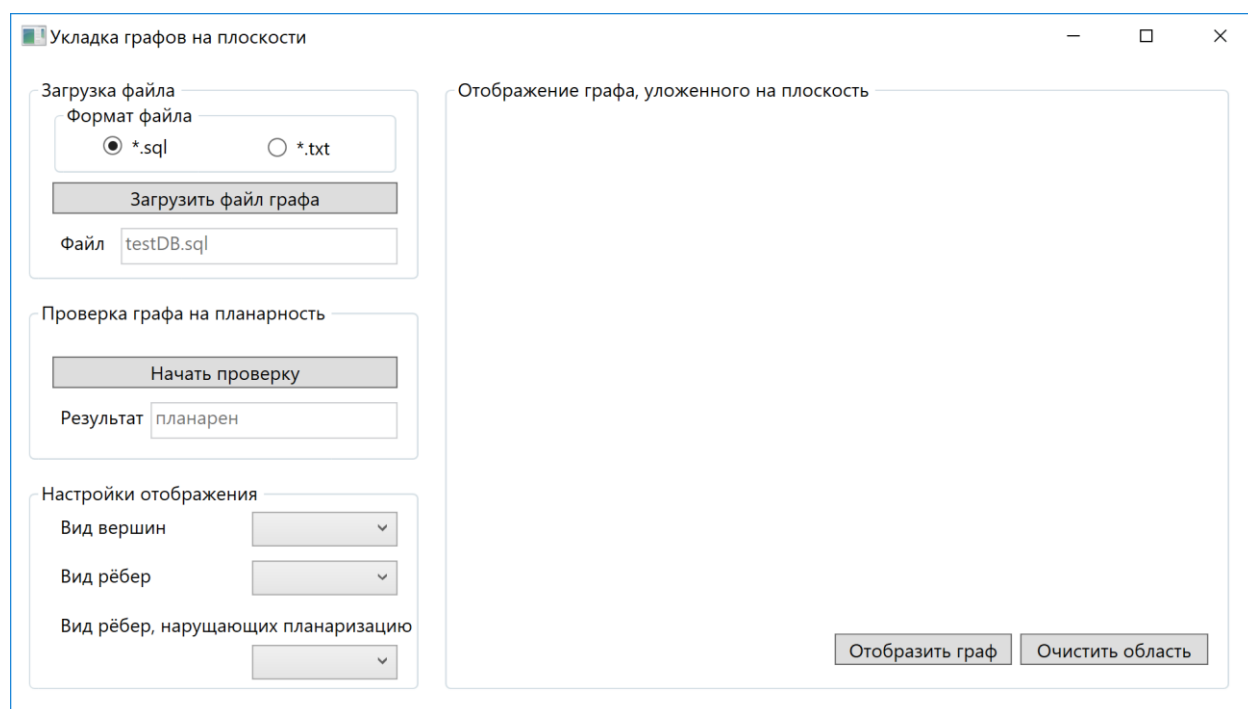 Укладка графов на плоскости
Загрузка файла
Формат файла
*.sql
*.txt
Загрузить файл графа
Файл
testDB.sql
Проверка графа на планарность
Начать проверку
Результат
планарен
Настройки отображения
Вид вершин
Вид рёбер
Вид рёбер, нарущающих планаризацию
Отображение графа, уложенного на плоскость
Отобразить граф
Очистить область